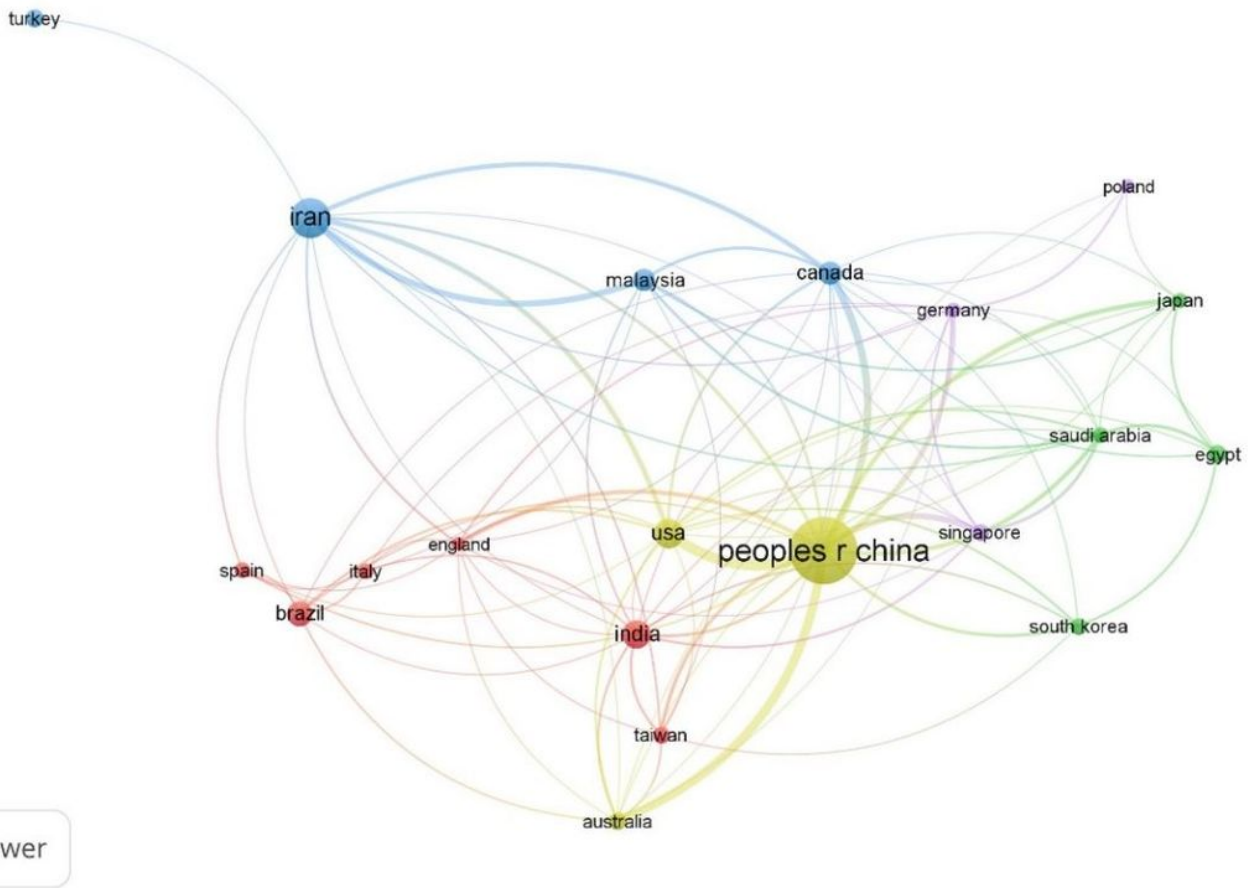 turkey
iran
poland
malaysia
canada
germany
japan
saudi arabia
egypt
usa
peoples r china
singapore
england
spain
italy
brazil
india
south korea
taiwan
australia
wer